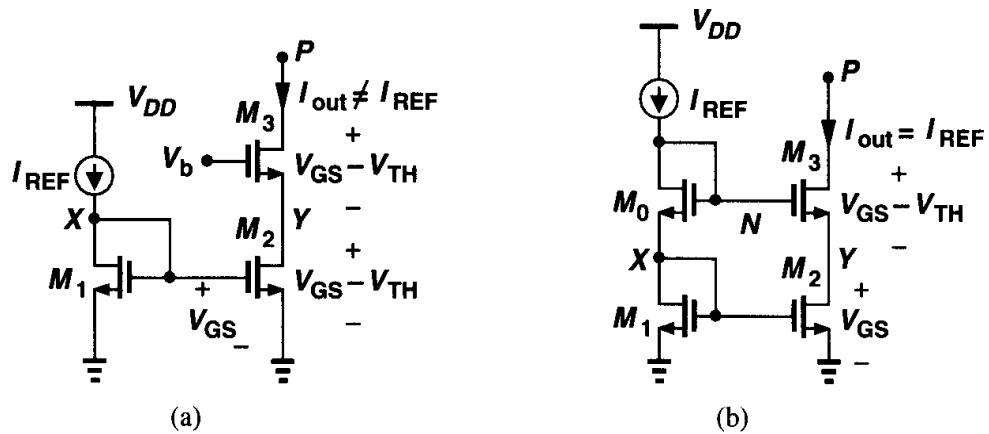 V_DD
I_REF
X
M_1
+
V_GS
−
V_b
M_3
P
I_out ≠ I_REF
+
V_GS − V_TH
−
Y
M_2
+
V_GS − V_TH
−
(a)
V_DD
I_REF
M_0
N
X
M_1
P
I_out = I_REF
M_3
+
V_GS − V_TH
−
Y
M_2
+
V_GS
−
(b)